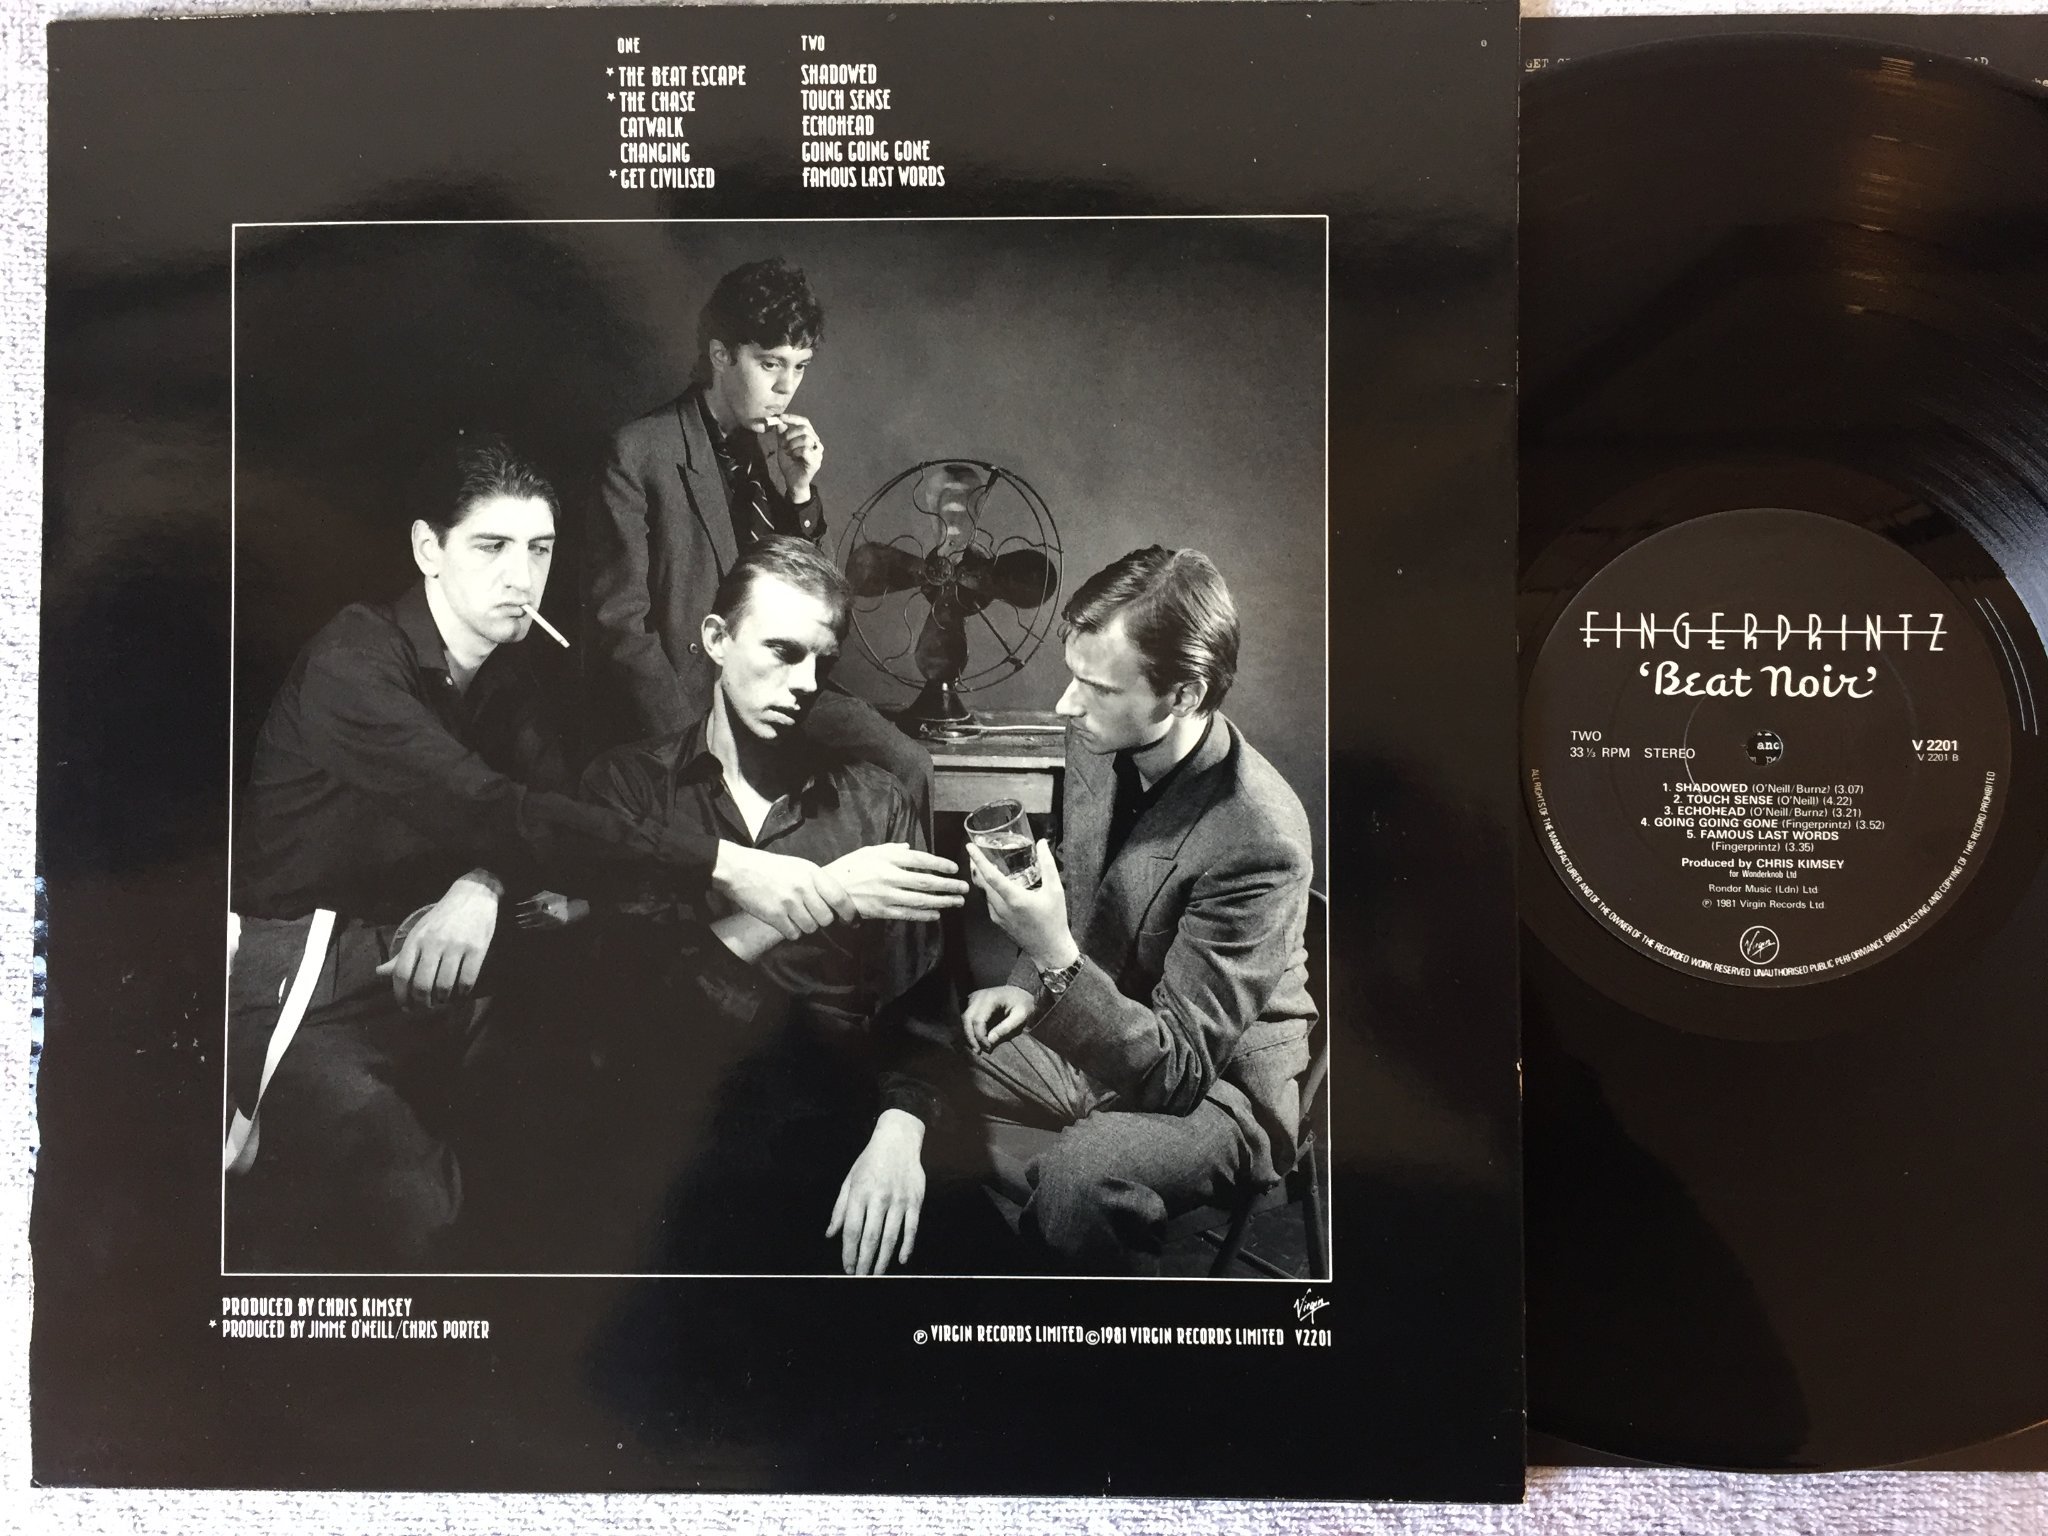 ONE
* THE BEAT ESCAPE
* THE CHASE
CATWALK
CHANGING
* GET CIVILISED
TWO
SHADOWED
TOUCH SENSE
ECHOHEAD
GOING GOING GONE
FAMOUS LAST WORDS
PRODUCED BY CHRIS KIMSEY
* PRODUCED BY JIMME O'NEILL/CHRIS PORTER
Virgin
Ⓟ VIRGIN RECORDS LIMITED © 1981 VIRGIN RECORDS LIMITED V2201
GET
FINGERPRINTZ
'Beat Noir'
TWO
33 ⅓ RPM STEREO
and
V 2201
V 2201 B
1. SHADOWED (O'Neill/Burnz) (3.07)
2. TOUCH SENSE (O'Neill) (4.22)
3. ECHOHEAD (O'Neill/Burnz) (3.21)
4. GOING GOING GONE (Fingerprintz) (3.52)
5. FAMOUS LAST WORDS
(Fingerprintz) (3.35)
Produced by CHRIS KIMSEY
for Wonderknob Ltd
Rondor Music (Ldn) Ltd
Ⓟ 1981 Virgin Records Ltd
Virgin
ALL RIGHTS OF THE MANUFACTURER AND OF THE OWNER OF THE RECORDED WORK RESERVED UNAUTHORISED PUBLIC PERFORMANCE BROADCASTING AND COPYING OF THIS RECORD PROHIBITED